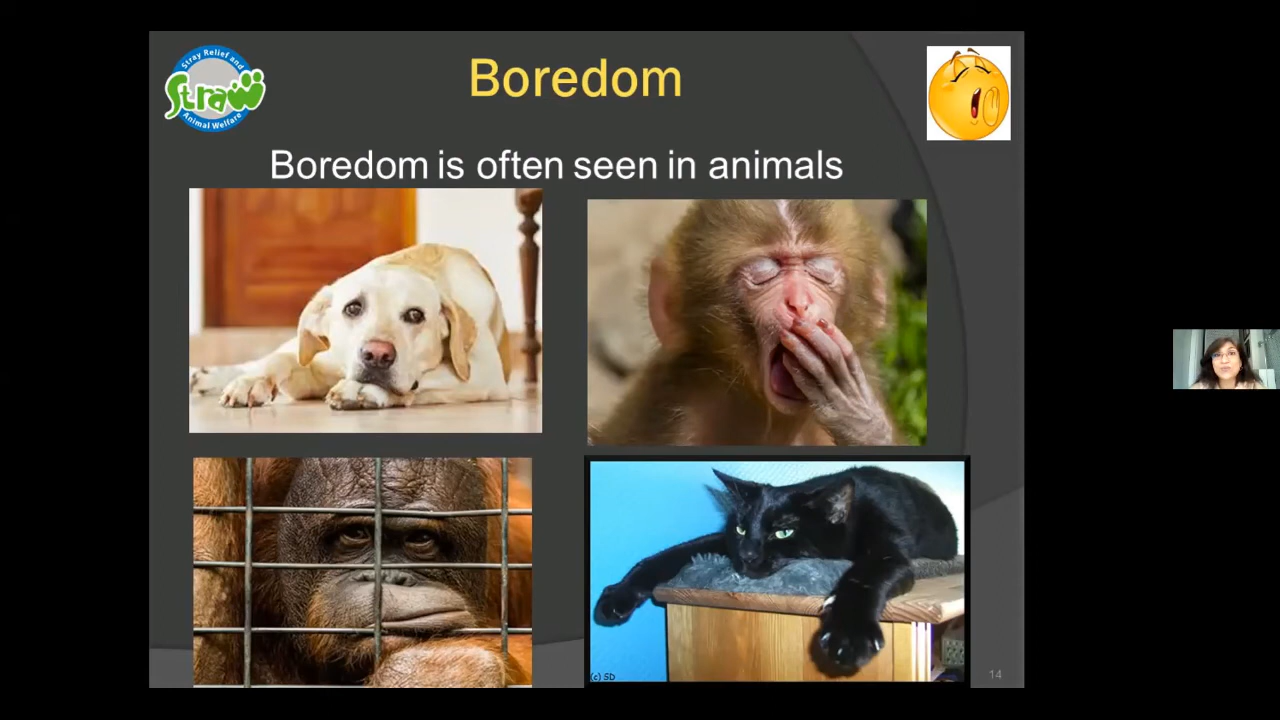 Stray Relief and
Straw
Animal Welfare
Boredom
Boredom is often seen in animals
(c) SD
14